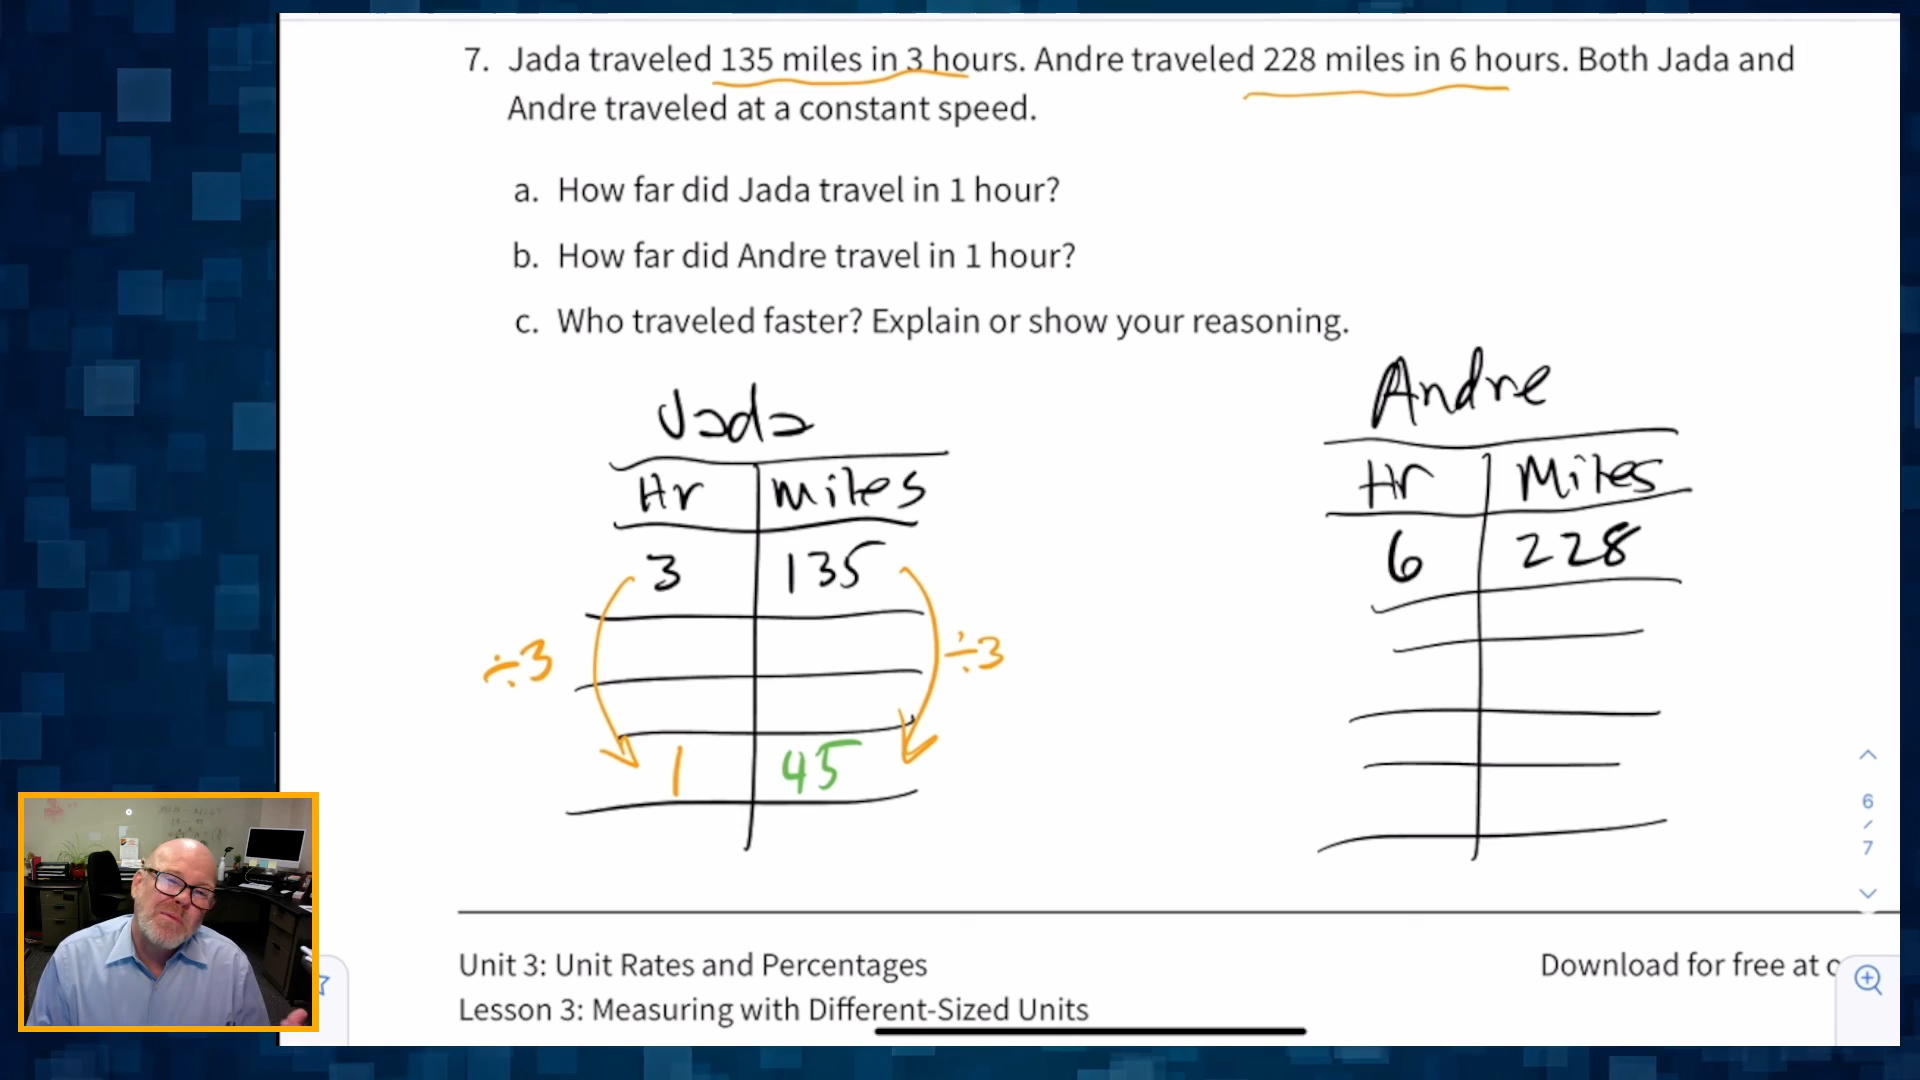 7. Jada traveled 135 miles in 3 hours. Andre traveled 228 miles in 6 hours. Both Jada and
Andre traveled at a constant speed.
a. How far did Jada travel in 1 hour?
b. How far did Andre travel in 1 hour?
c. Who traveled faster? Explain or show your reasoning.
Jada
Hr Miles
3 135
÷3 ÷3
1 45
Andre
Hr Miles
6 228
6
/
7
Unit 3: Unit Rates and Percentages
Lesson 3: Measuring with Different-Sized Units
Download for free at